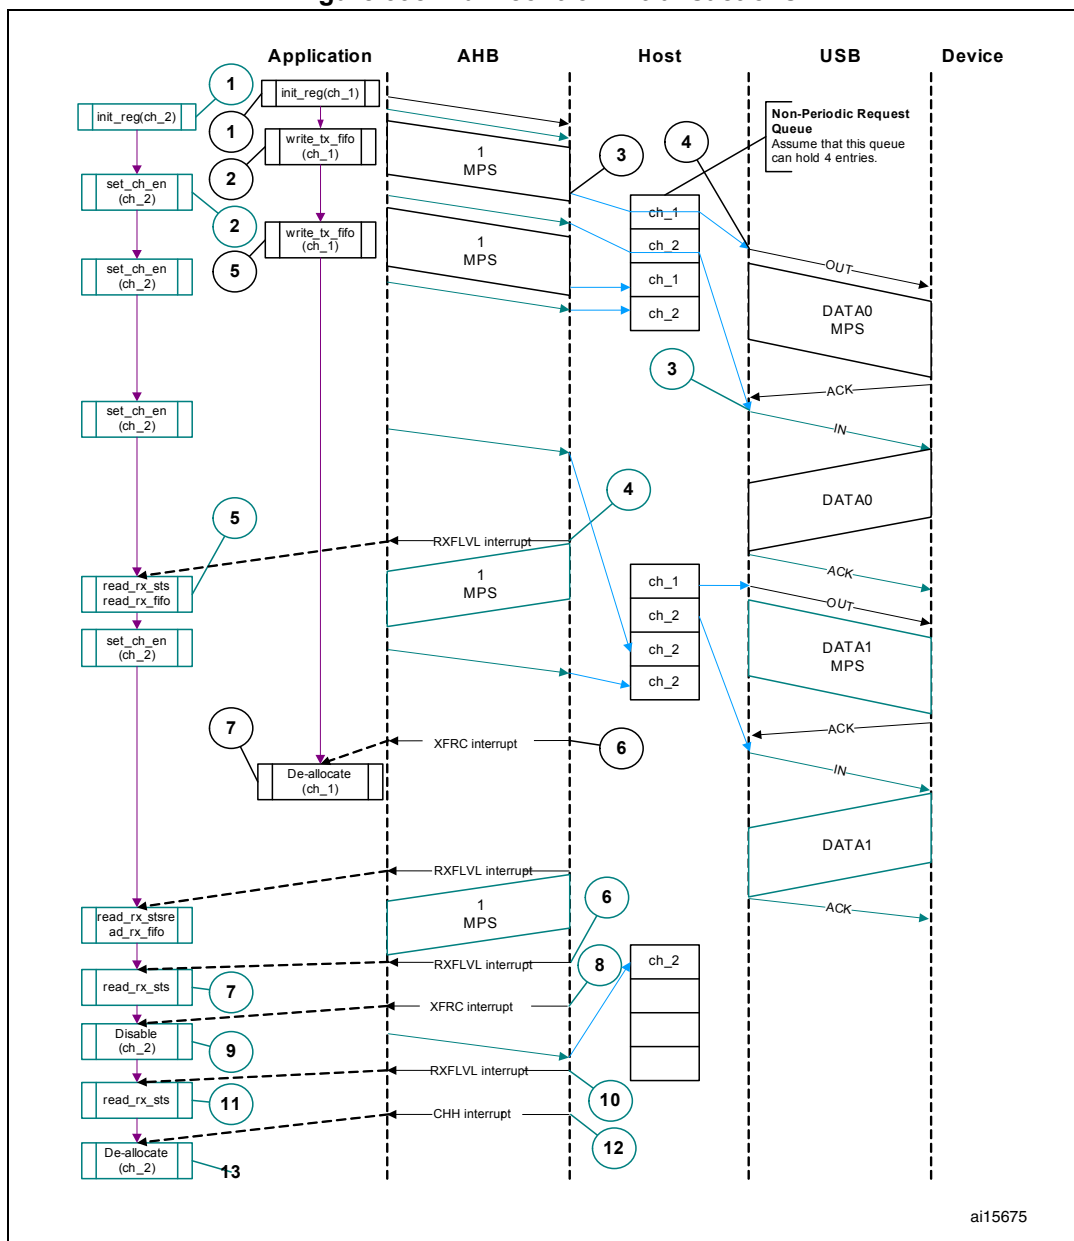 Application AHB Host USB Device
1
init_reg(ch_1)
init_reg(ch_2)
1
Non-Periodic Request
Queue
Assume that this queue
can hold 4 entries.
write_tx_fifo
(ch_1)
2
1
MPS
3
4
set_ch_en
(ch_2)
2
ch_1
ch_2
ch_1
ch_2
write_tx_fifo
(ch_1)
5
1
MPS
set_ch_en
(ch_2)
OUT
DATA0
MPS
3
ACK
set_ch_en
(ch_2)
IN
DATA0
5
4
RXFLVL interrupt
read_rx_sts
read_rx_fifo
1
MPS
ch_1
ch_2
ch_2
ch_2
ACK
OUT
set_ch_en
(ch_2)
DATA1
MPS
7
XFRC interrupt
6
ACK
De-allocate
(ch_1)
IN
DATA1
RXFLVL interrupt
read_rx_stsre
ad_rx_fifo
1
MPS
6
ACK
RXFLVL interrupt
8
ch_2
read_rx_sts
7
XFRC interrupt
Disable
(ch_2)
9
RXFLVL interrupt
10
read_rx_sts
11
CHH interrupt
12
De-allocate
(ch_2)
13
ai15675